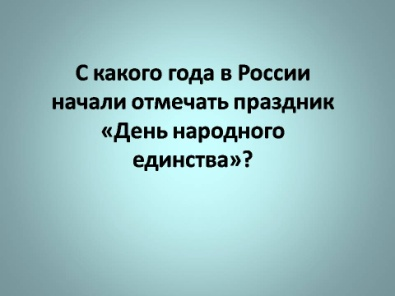 С какого года в России
начали отмечать праздник
«День народного
единства»?